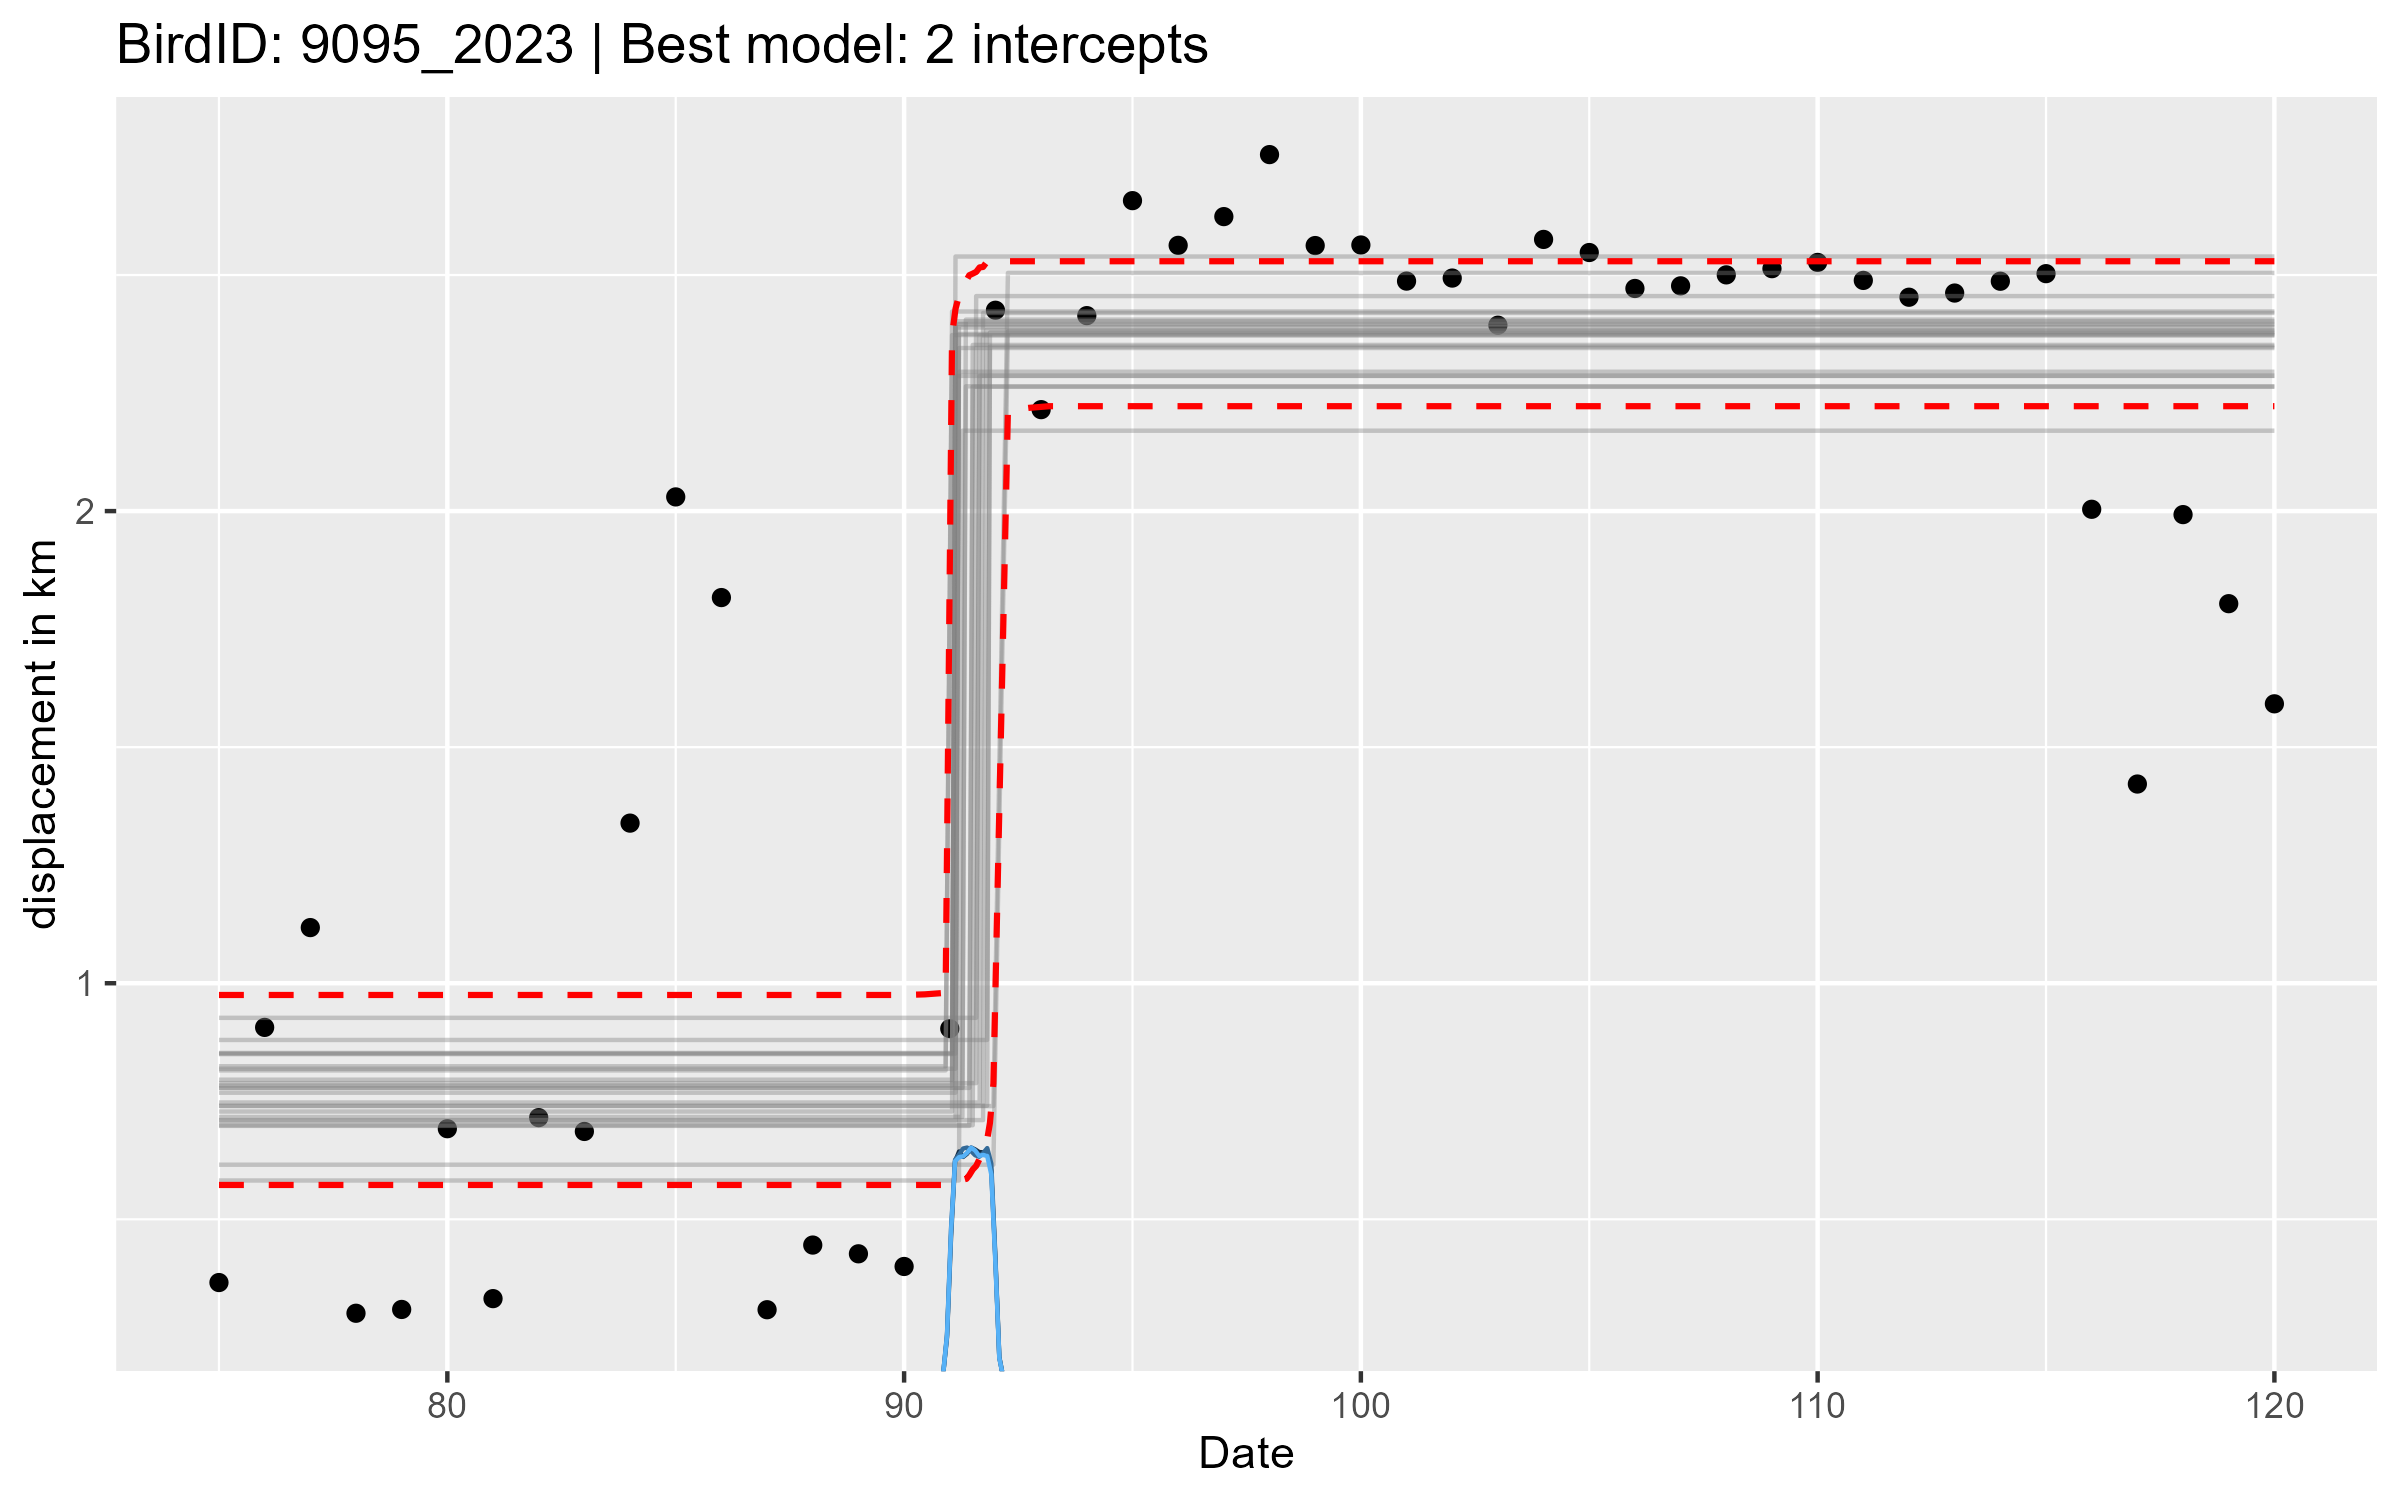 BirdID: 9095_2023 | Best model: 2 intercepts
displacement in km
2
1
80
90
100
110
120
Date